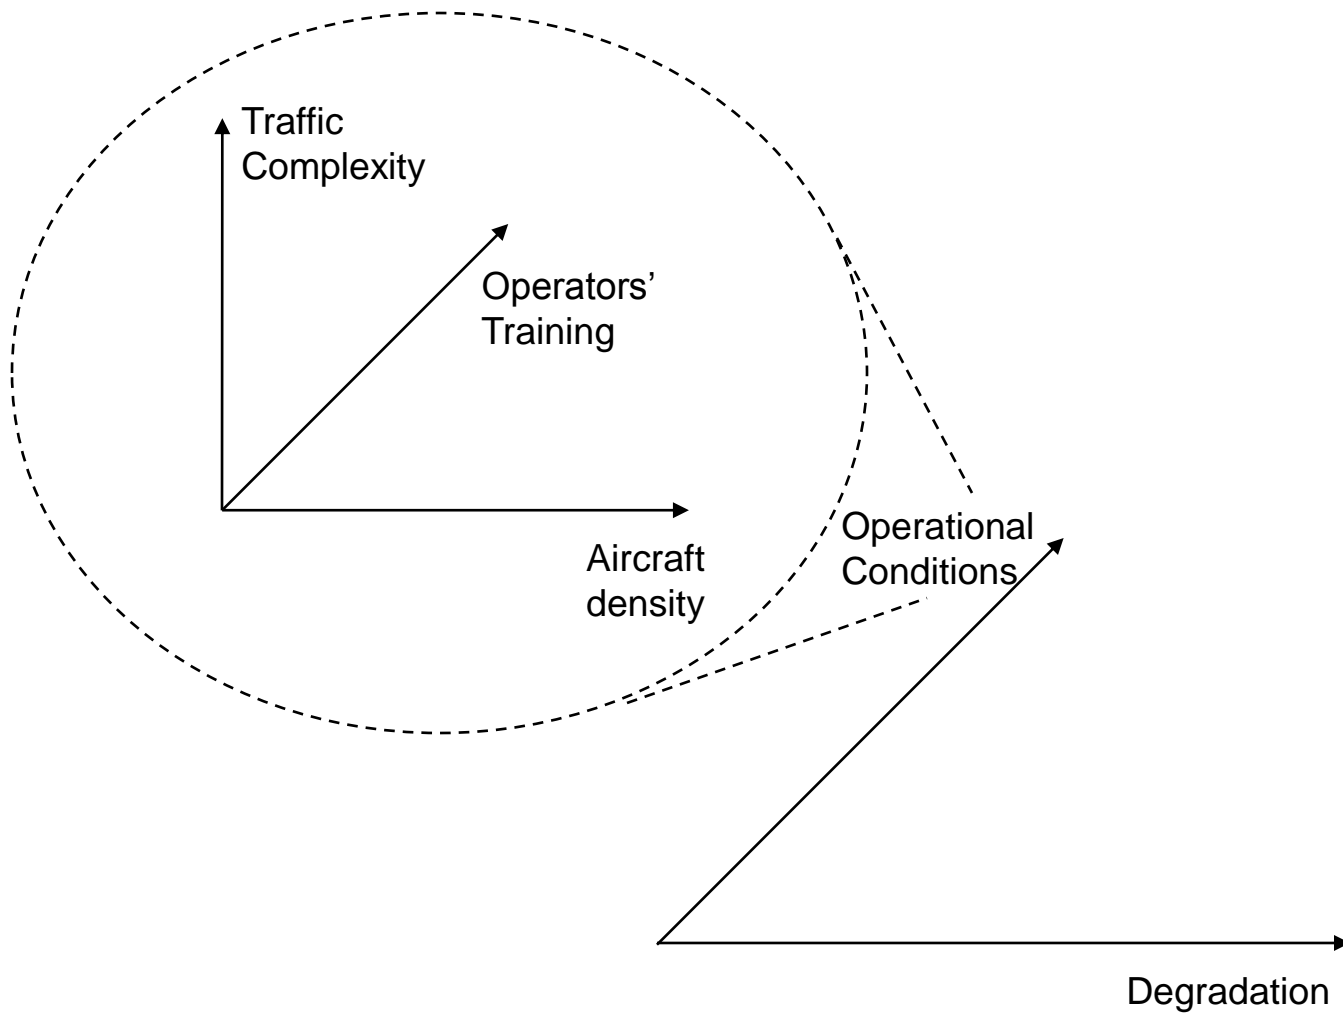 Traffic
Complexity
Operators’
Training
Aircraft
density
Operational
Conditions
Degradation